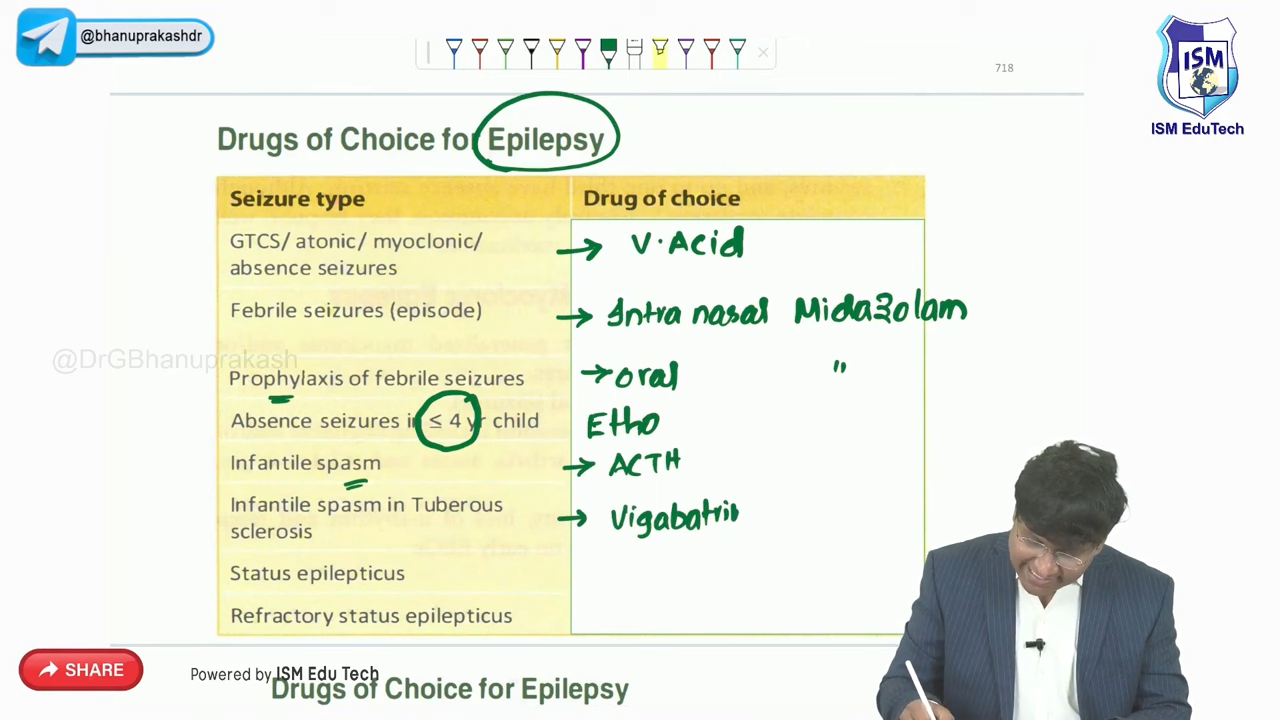 @bhanuprakashdr
718
ISM
ISM EduTech
Drugs of Choice for Epilepsy
Seizure type
Drug of choice
GTCS/ atonic/ myoclonic/
absence seizures
→ V. Acid
Febrile seizures (episode)
→ Intra nasal Midazolam
@DrGBhanuprakash
Prophylaxis of febrile seizures
→ oral "
Absence seizures in ≤ 4 yr child
Etho
Infantile spasm
→ ACTH
Infantile spasm in Tuberous
sclerosis
→ Vigabatrin
Status epilepticus
Refractory status epilepticus
SHARE
Powered by ISM Edu Tech
Drugs of Choice for Epilepsy